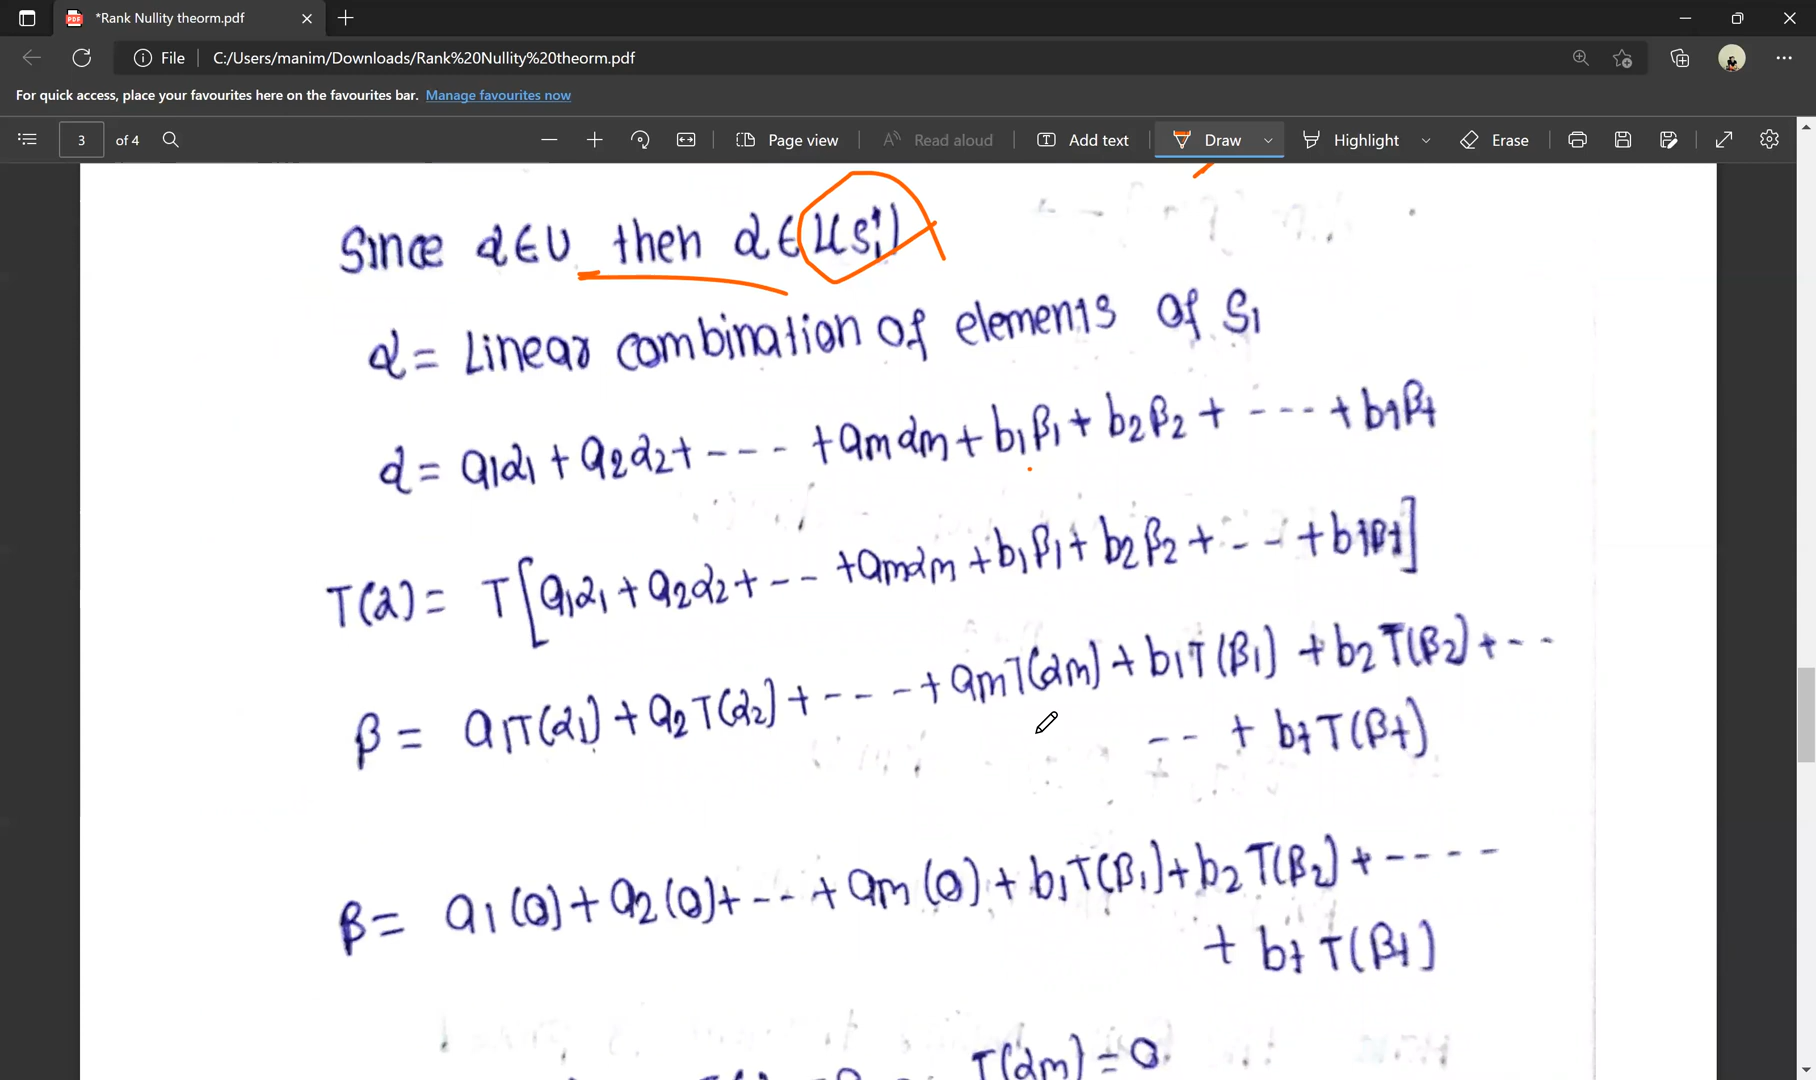 *Rank Nullity theorm.pdf
File C:/Users/manim/Downloads/Rank%20Nullity%20theorm.pdf
For quick access, place your favourites here on the favourites bar. Manage favourites now
3 of 4 Page view Read aloud Add text Draw Highlight Erase
Since α∈U then α∈L(S₁)
α = Linear combination of elements of S₁
α = a₁α₁ + a₂α₂+ - - - - +amαm + b₁β₁ + b₂β₂ + - - - - + btβt
T(α) = T[a₁α₁ + a₂α₂ + - - +amαm + b₁β₁ + b₂β₂ + - - + btβt]
β = a₁T(α₁) + a₂T(α₂) + - - - - + amT(αm) + b₁T(β₁) + b₂T(β₂) + - -
- - + btT(βt)
β = a₁(0) + a₂(0)+ - - + am(0) + b₁T(β₁)+ b₂T(β₂) + - - - - -
+ btT(βt)
T(αm) = 0